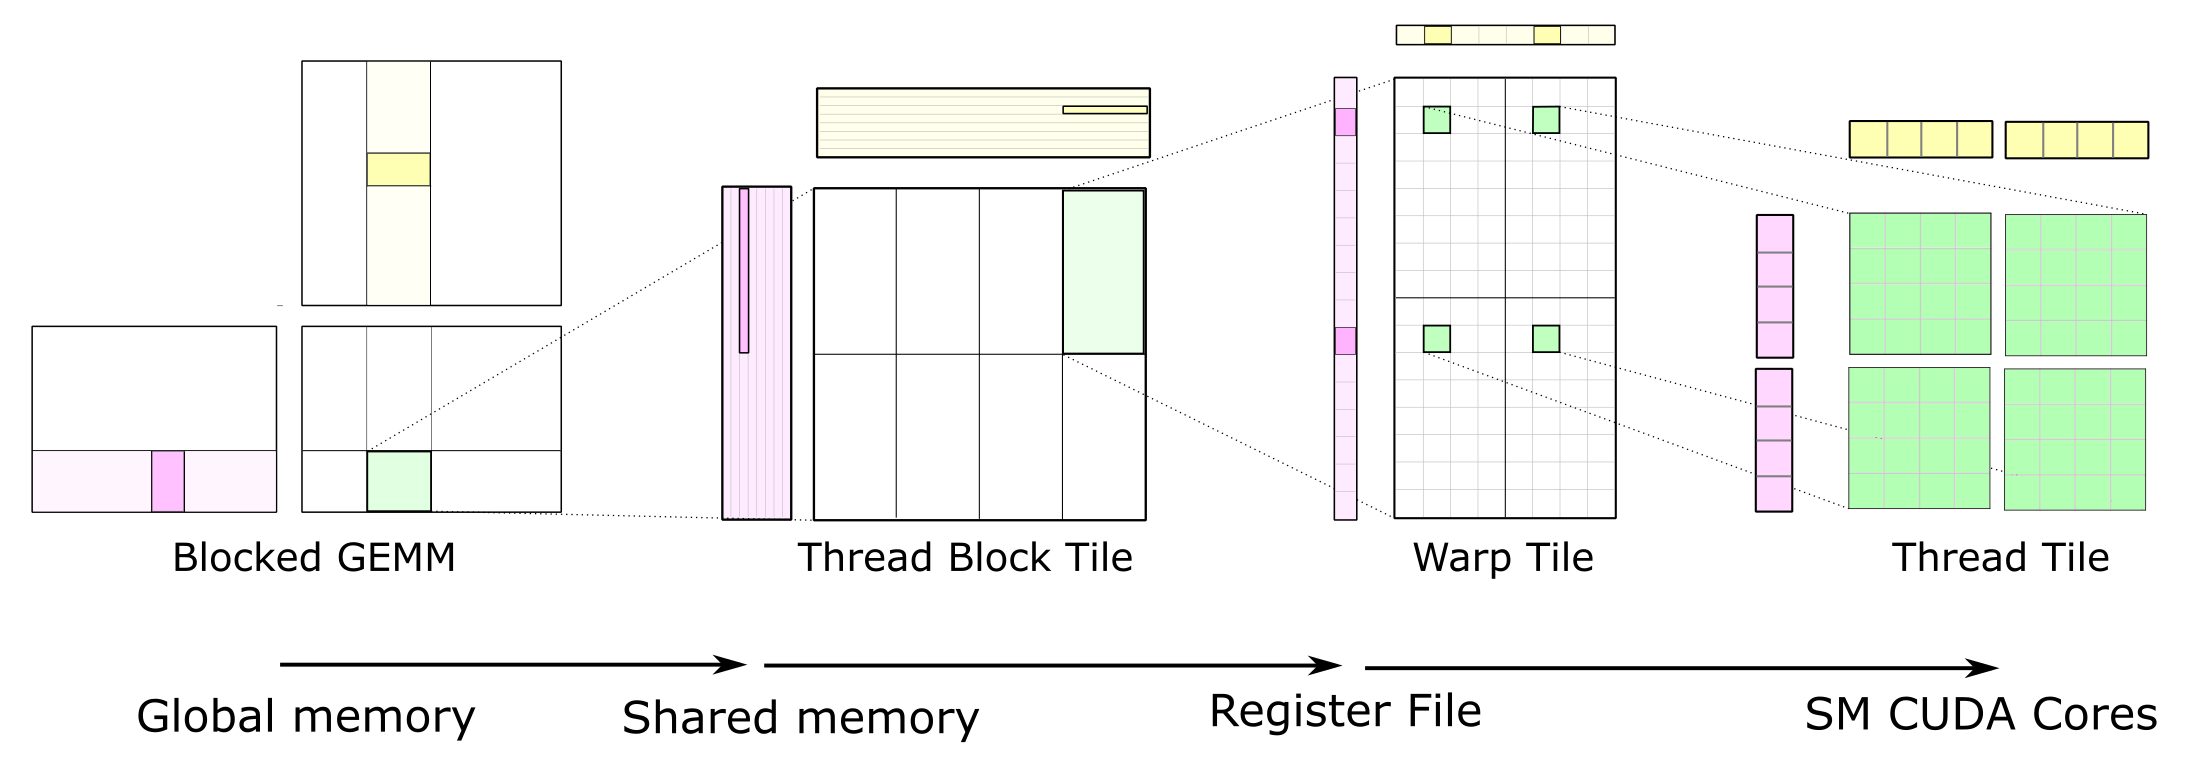 Blocked GEMM
Thread Block Tile
Warp Tile
Thread Tile
Global memory
Shared memory
Register File
SM CUDA Cores